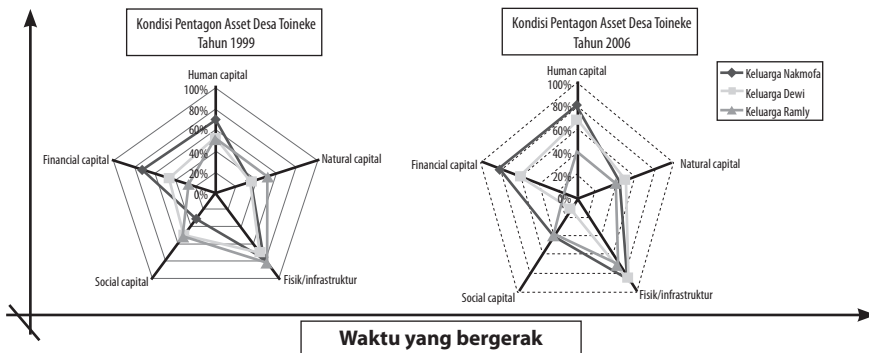 Kondisi Pentagon Asset Desa Toineke
Tahun 1999
Human capital
100%
80%
60%
40%
20%
0%
Financial capital
Natural capital
Social capital
Fisik/infrastruktur
Kondisi Pentagon Asset Desa Toineke
Tahun 2006
Human capital
100%
80%
60%
40%
20%
0%
Financial capital
Natural capital
Social capital
Fisik/infrastruktur
Keluarga Nakmofa
Keluarga Dewi
Keluarga Ramly
Waktu yang bergerak